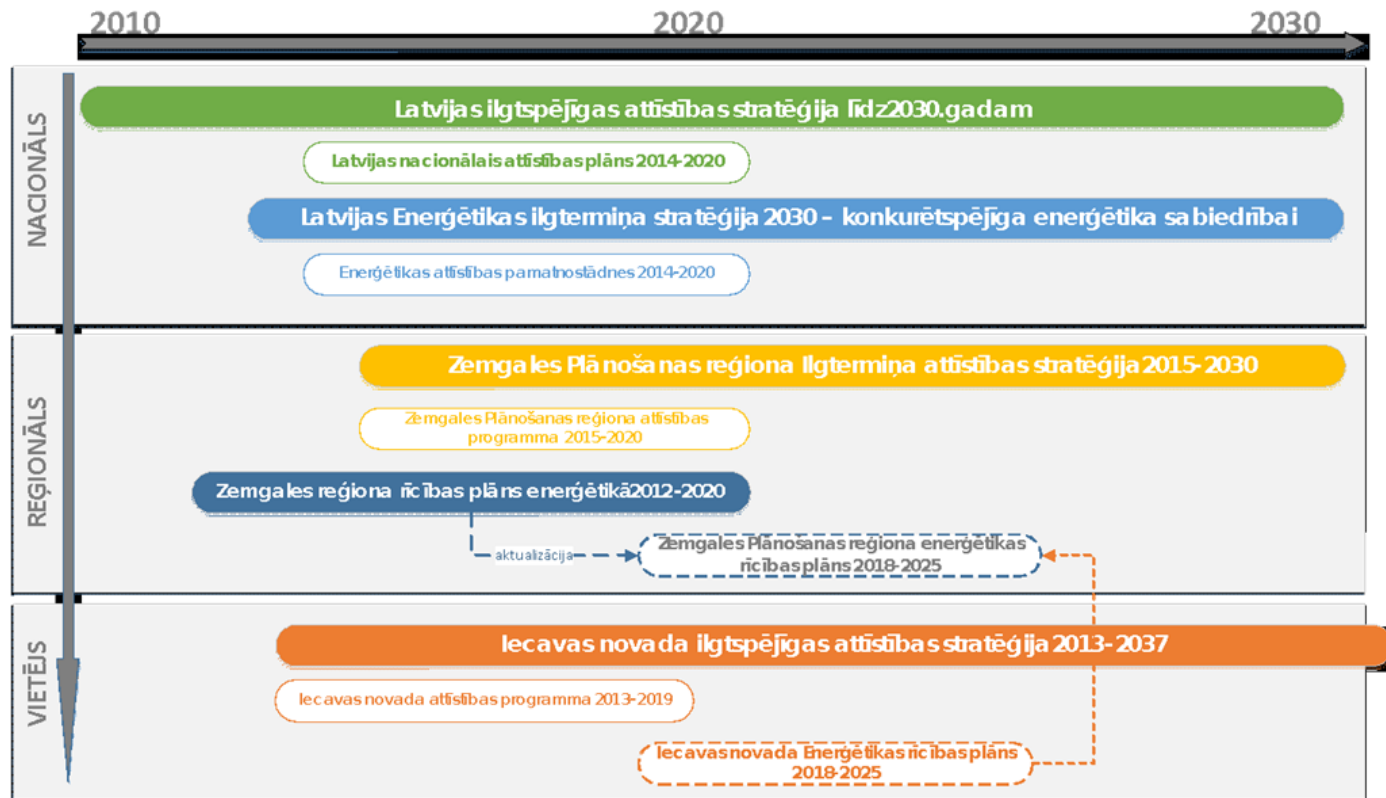 2010 2020 2030
NACIONĀLS
Latvijas ilgtspējīgas attīstības stratēģija līdz2030.gadam
Latvijas nacionālais attīstības plāns 2014-2020
Latvijas Enerģētikas ilgtermiņa stratēģija 2030 – konkurētspējīga enerģētika sabiedrībai
Enerģētikas attīstības pamatnostādnes 2014-2020
REĢIONĀLS
Zemgales Plānošanas reģiona Ilgtermiņa attīstības stratēģija 2015-2030
Zemgales Plānošanas reģiona attīstības
programma 2015-2020
Zemgales reģiona rīcības plāns enerģētikā2012-2020
aktualizācija
Zemgales Plānošanas reģiona enerģētikas
rīcības plāns 2018-2025
VIETĒJS
Iecavas novada ilgtspējīgas attīstības stratēģija 2013-2037
Iecavas novada attīstības programma 2013-2019
Iecavas novada Enerģētikas rīcības plāns
2018-2025